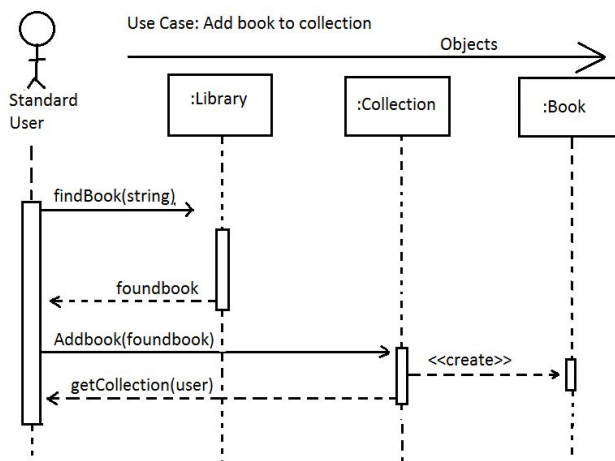 Use Case: Add book to collection
Objects
Standard
User
:Library
:Collection
:Book
findBook(string)
foundbook
Addbook(foundbook)
<<create>>
getCollection(user)